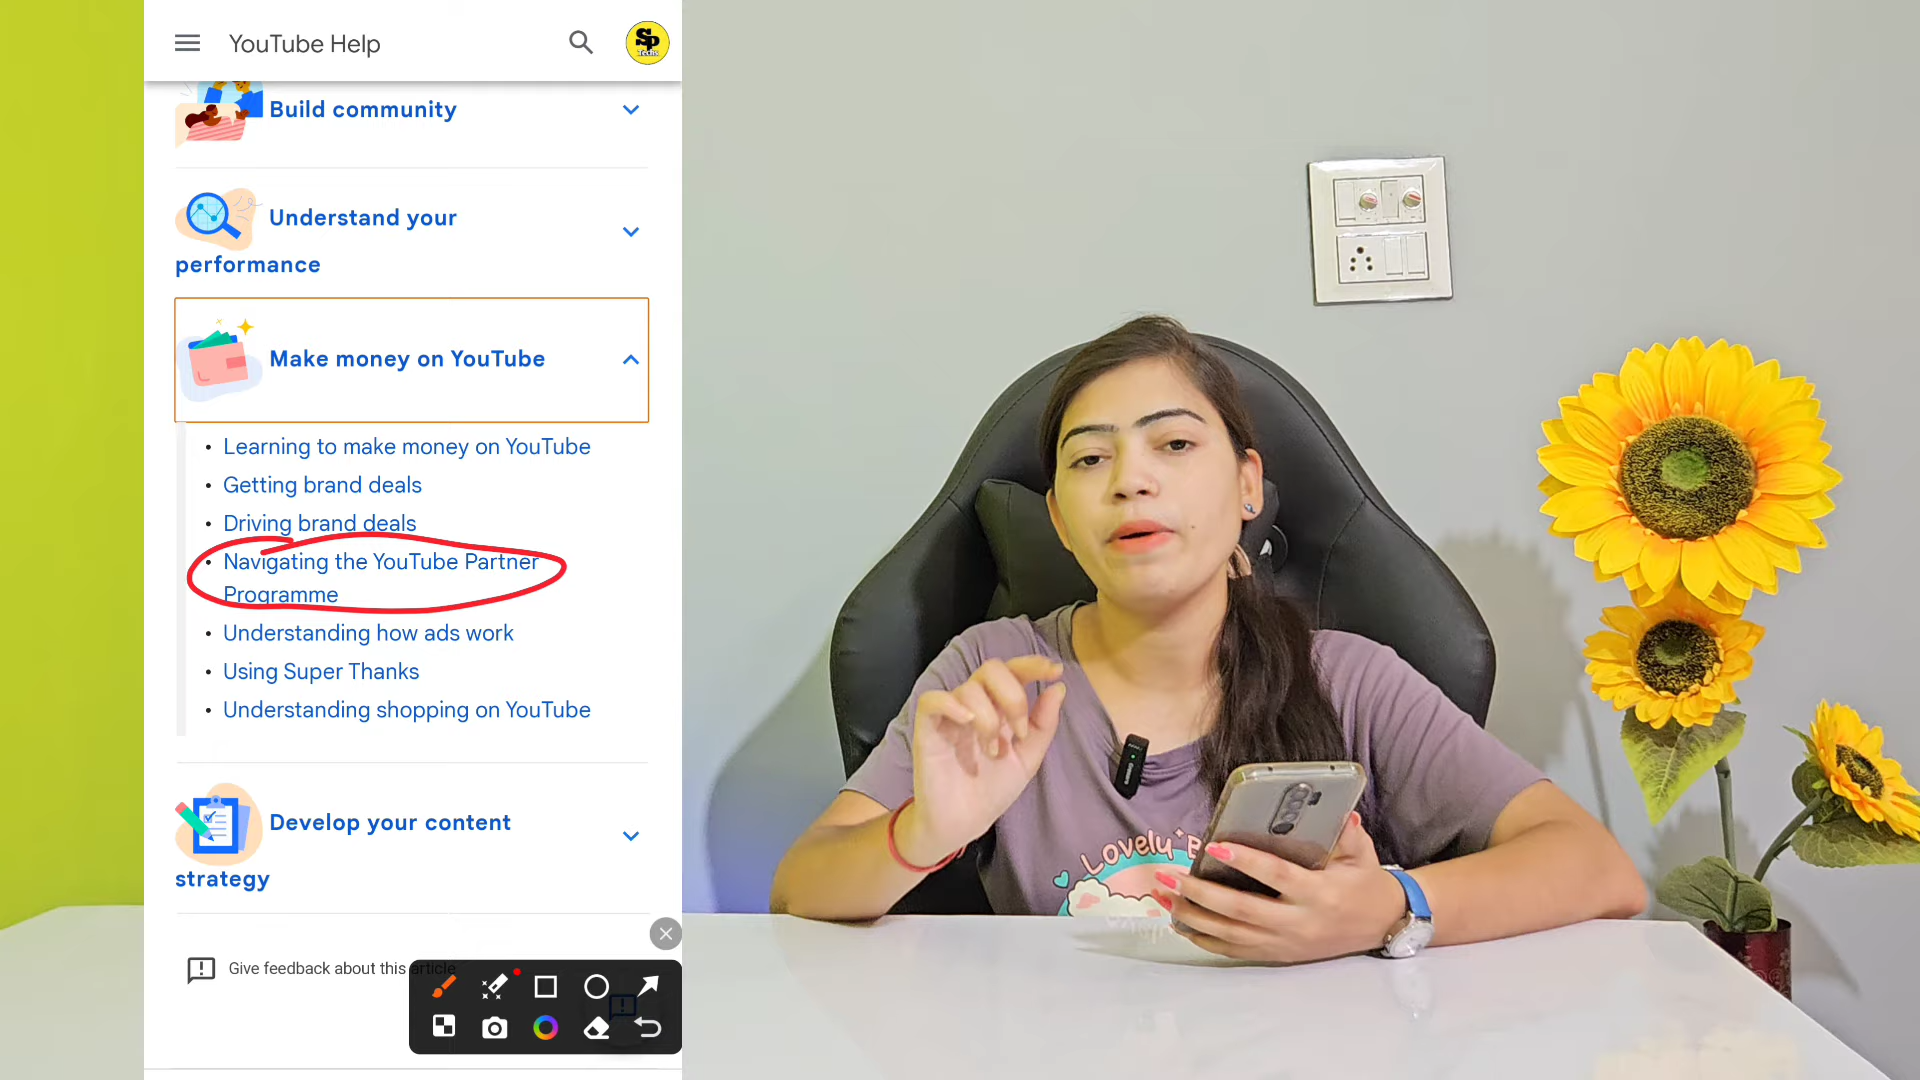 YouTube Help
Sp
Techs
Build community
Understand your
performance
Make money on YouTube
• Learning to make money on YouTube
• Getting brand deals
• Driving brand deals
• Navigating the YouTube Partner
Programme
• Understanding how ads work
• Using Super Thanks
• Understanding shopping on YouTube
Develop your content
strategy
Give feedback about this article
Lovely B